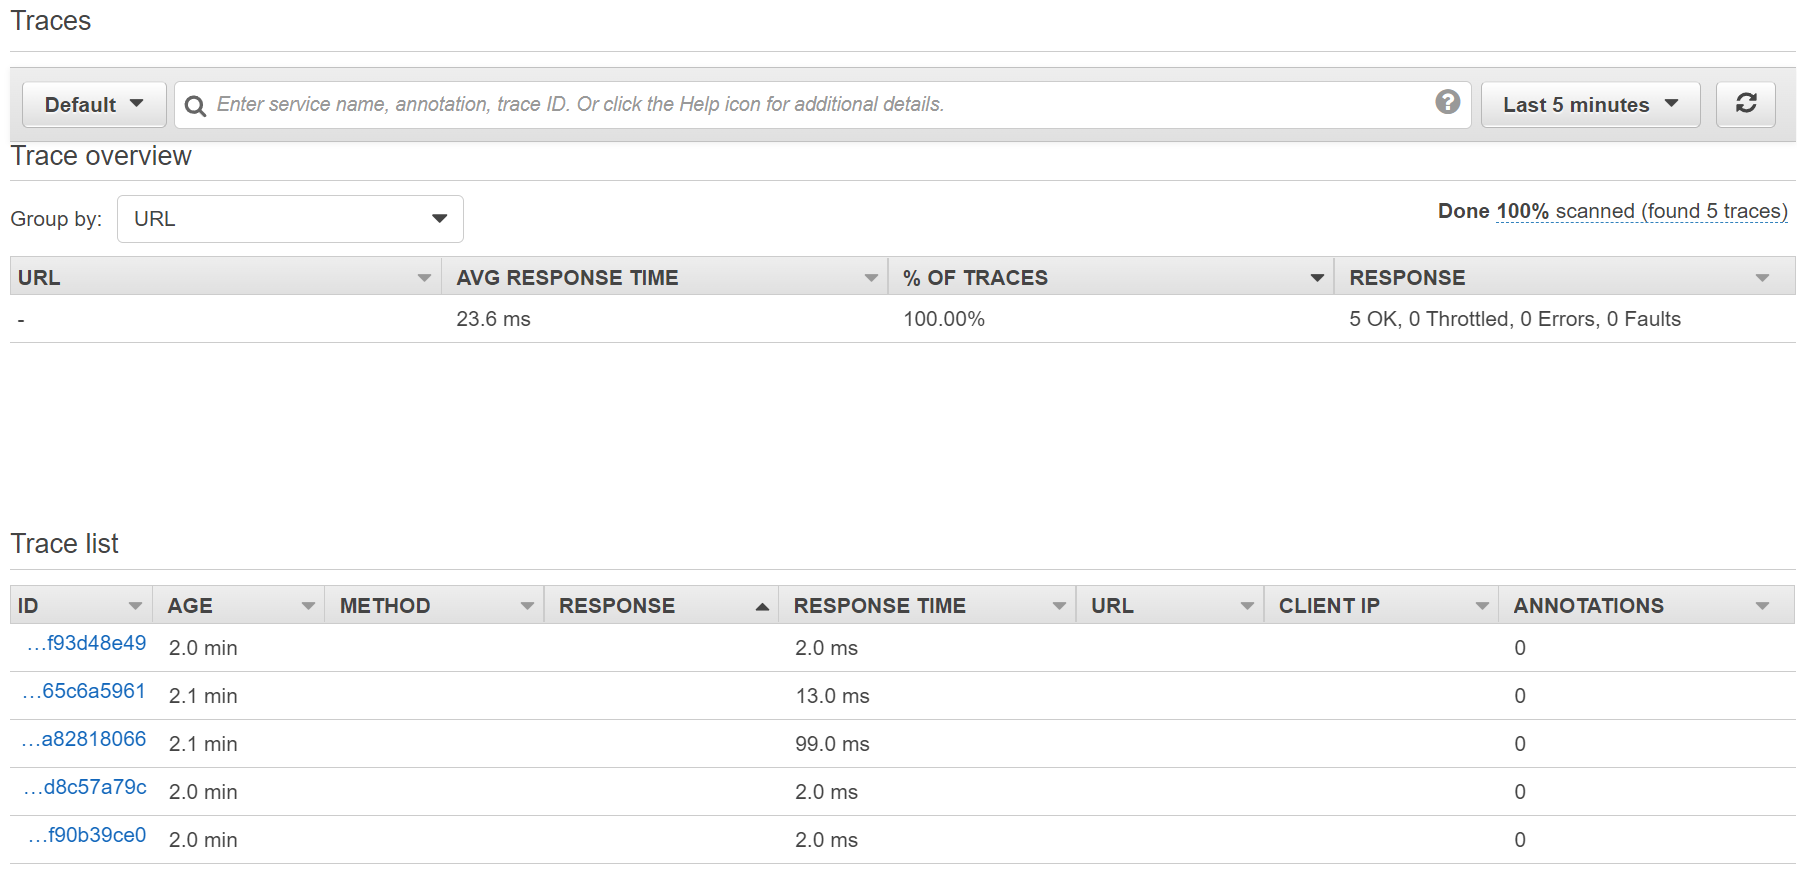 Traces
Default Enter service name, annotation, trace ID. Or click the Help icon for additional details. ? Last 5 minutes
Trace overview
Group by: URL Done 100% scanned (found 5 traces)
URL AVG RESPONSE TIME % OF TRACES RESPONSE
- 23.6 ms 100.00% 5 OK, 0 Throttled, 0 Errors, 0 Faults
Trace list
ID AGE METHOD RESPONSE RESPONSE TIME URL CLIENT IP ANNOTATIONS
...f93d48e49 2.0 min 2.0 ms 0
...65c6a5961 2.1 min 13.0 ms 0
...a82818066 2.1 min 99.0 ms 0
...d8c57a79c 2.0 min 2.0 ms 0
...f90b39ce0 2.0 min 2.0 ms 0